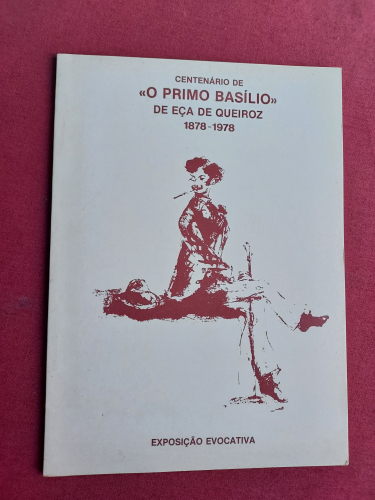 CENTENÁRIO DE
«O PRIMO BASÍLIO»
DE EÇA DE QUEIROZ
1878-1978
EXPOSIÇÃO EVOCATIVA